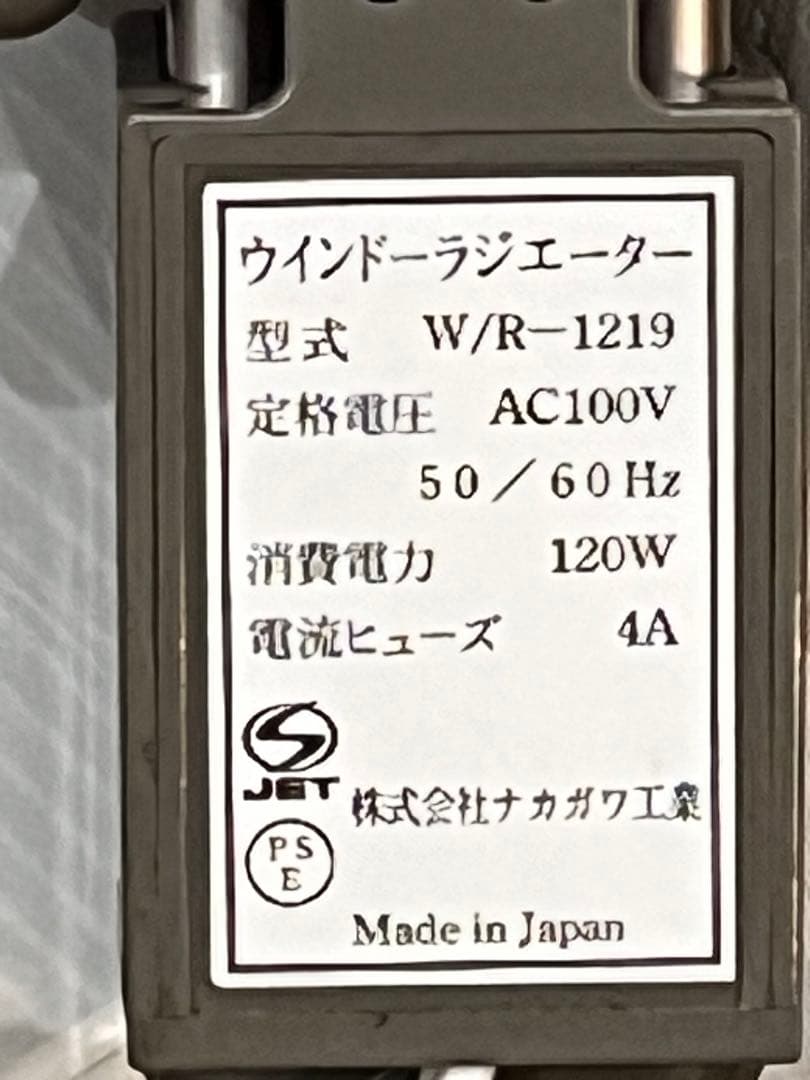 ウインドーラジエーター
型式 W/R-1219
定格電圧 AC100V
50/60Hz
消費電力 120W
電流ヒューズ 4A
JET
株式会社ナカガワ工業
PS
E
Made in Japan